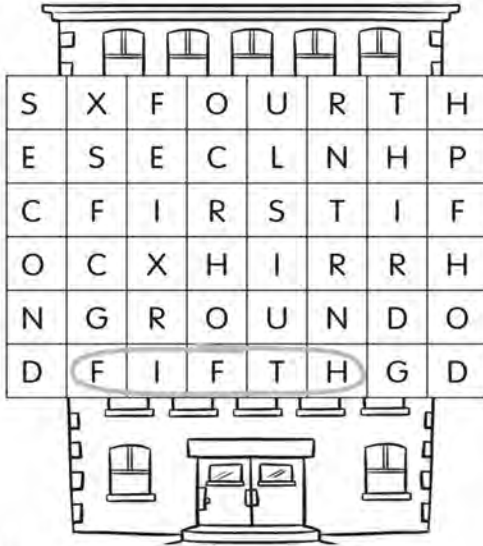 S X F O U R T H
E S E C L N H P
C F I R S T I F
O C X H I R R H
N G R O U N D O
D F I F T H G D